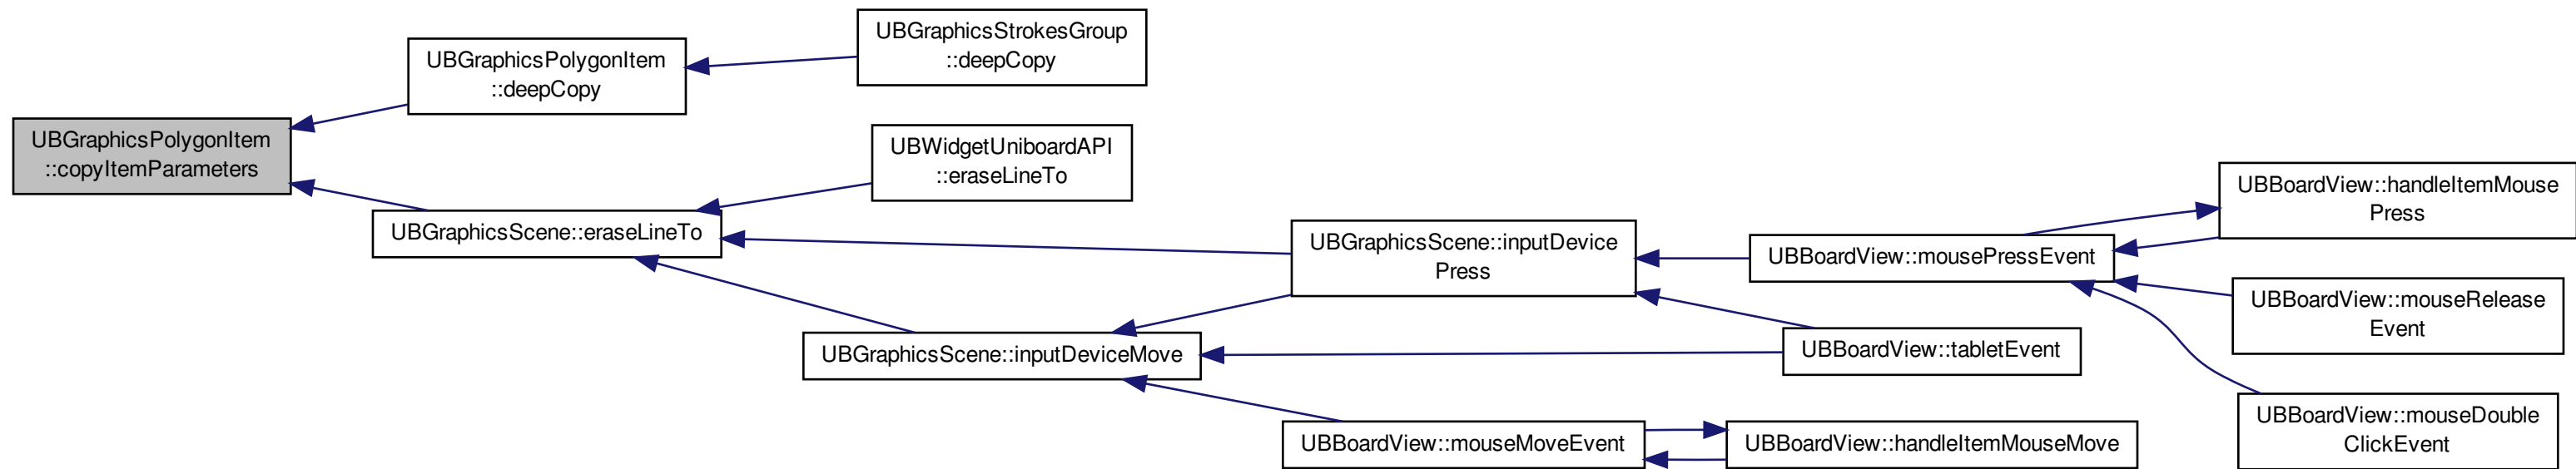 UBGraphicsPolygonItem
::copyItemParameters
UBGraphicsPolygonItem
::deepCopy
UBGraphicsStrokesGroup
::deepCopy
UBGraphicsScene::eraseLineTo
UBWidgetUniboardAPI
::eraseLineTo
UBGraphicsScene::inputDevice
Press
UBGraphicsScene::inputDeviceMove
UBBoardView::mousePressEvent
UBBoardView::tabletEvent
UBBoardView::mouseMoveEvent
UBBoardView::handleItemMouseMove
UBBoardView::handleItemMouse
Press
UBBoardView::mouseRelease
Event
UBBoardView::mouseDouble
ClickEvent